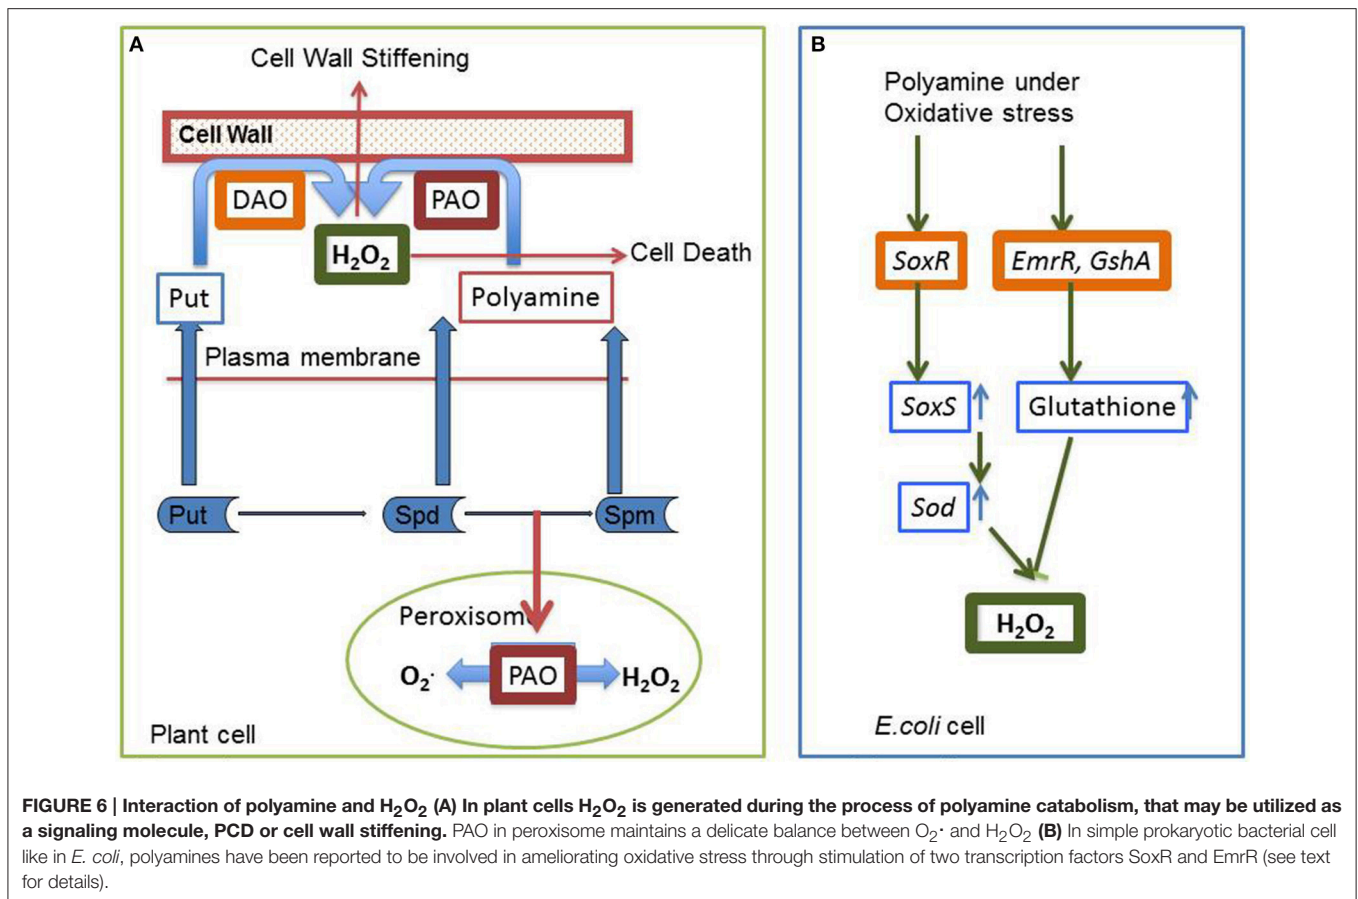 A
Cell Wall Stiffening
Cell Wall
DAO
PAO
H₂O₂
Cell Death
Put
Polyamine
Plasma membrane
Put
Spd
Spm
Peroxisome
O₂·
PAO
H₂O₂
Plant cell
B
Polyamine under
Oxidative stress
SoxR
EmrR, GshA
SoxS
Glutathione
Sod
H₂O₂
E.coli cell
FIGURE 6 | Interaction of polyamine and H₂O₂ (A) In plant cells H₂O₂ is generated during the process of polyamine catabolism, that may be utilized as
a signaling molecule, PCD or cell wall stiffening. PAO in peroxisome maintains a delicate balance between O₂· and H₂O₂ (B) In simple prokaryotic bacterial cell
like in E. coli, polyamines have been reported to be involved in ameliorating oxidative stress through stimulation of two transcription factors SoxR and EmrR (see text
for details).